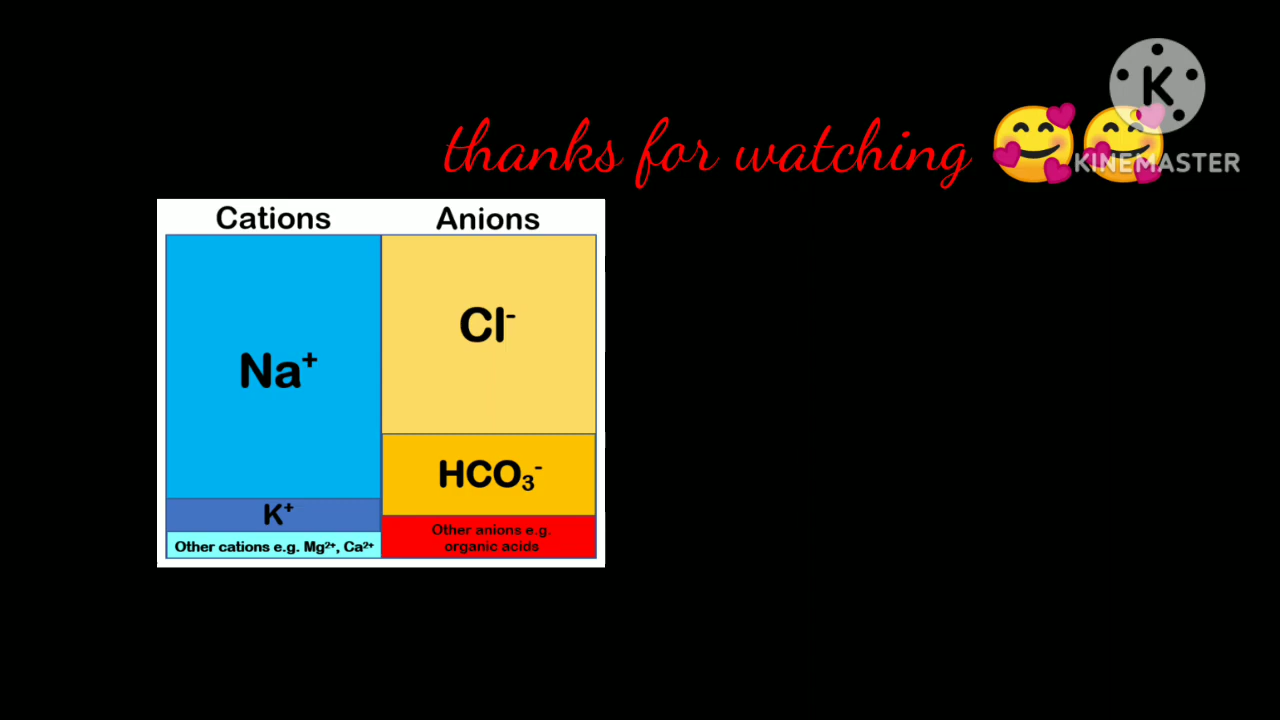 thanks for watching 🥰🥰
K
KINEMASTER
Cations Anions
Cl⁻
Na⁺
HCO₃⁻
K⁺
Other anions e.g.
organic acids
Other cations e.g. Mg²⁺, Ca²⁺